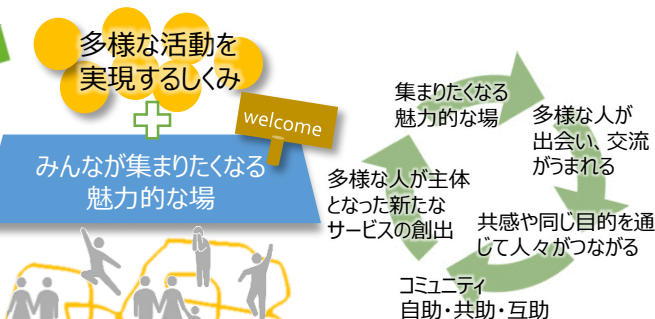 多様な活動を
実現するしくみ
welcome
みんなが集まりたくなる
魅力的な場
集まりたくなる
魅力的な場
多様な人が
出会い、交流
がうまれる
共感や同じ目的を通
じて人々がつながる
コミュニティ
自助・共助・互助
多様な人が主体
となった新たな
サービスの創出